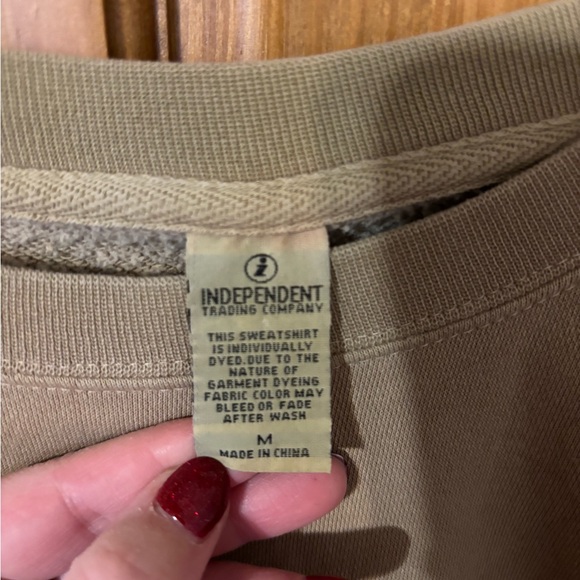 i
INDEPENDENT
TRADING COMPANY
THIS SWEATSHIRT
IS INDIVIDUALLY
DYED.DUE TO THE
NATURE OF
GARMENT DYEING
FABRIC COLOR MAY
BLEED OR FADE
AFTER WASH
M
MADE IN CHINA